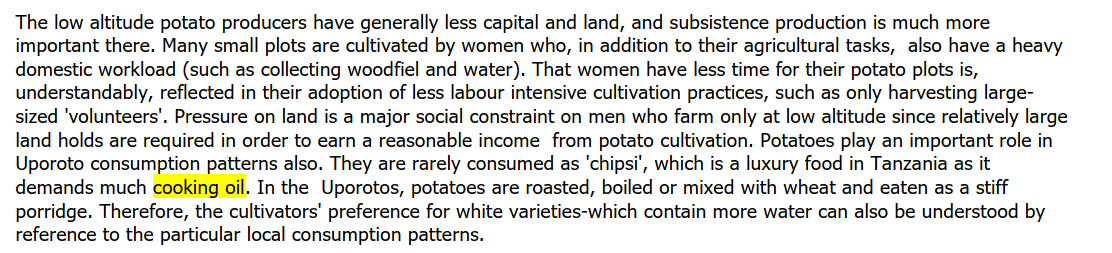 The low altitude potato producers have generally less capital and land, and subsistence production is much more
important there. Many small plots are cultivated by women who, in addition to their agricultural tasks,  also have a heavy
domestic workload (such as collecting woodfiel and water). That women have less time for their potato plots is,
understandably, reflected in their adoption of less labour intensive cultivation practices, such as only harvesting large-
sized 'volunteers'. Pressure on land is a major social constraint on men who farm only at low altitude since relatively large
land holds are required in order to earn a reasonable income  from potato cultivation. Potatoes play an important role in
Uporoto consumption patterns also. They are rarely consumed as 'chipsi', which is a luxury food in Tanzania as it
demands much cooking oil. In the  Uporotos, potatoes are roasted, boiled or mixed with wheat and eaten as a stiff
porridge. Therefore, the cultivators' preference for white varieties-which contain more water can also be understood by
reference to the particular local consumption patterns.